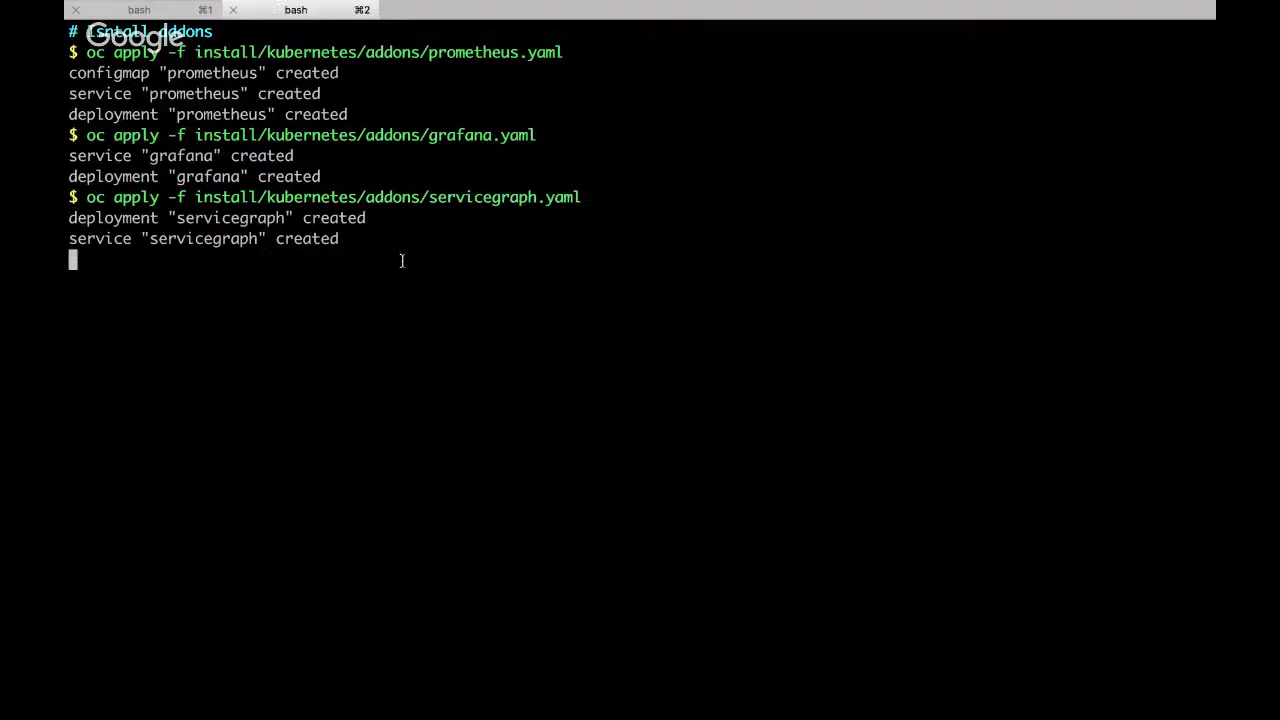 bash ⌘1 bash ⌘2
# Isntall addons
Google
$ oc apply -f install/kubernetes/addons/prometheus.yaml
configmap "prometheus" created
service "prometheus" created
deployment "prometheus" created
$ oc apply -f install/kubernetes/addons/grafana.yaml
service "grafana" created
deployment "grafana" created
$ oc apply -f install/kubernetes/addons/servicegraph.yaml
deployment "servicegraph" created
service "servicegraph" created